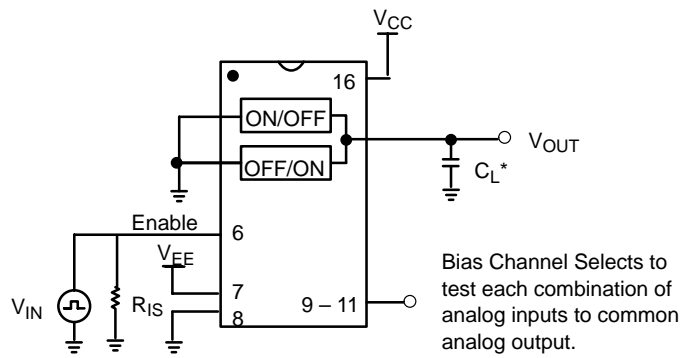 VCC
16
ON/OFF
VOUT
OFF/ON
CL*
Enable
6
VEE
Bias Channel Selects to
test each combination of
analog inputs to common
analog output.
VIN
RIS
7
9 – 11
8